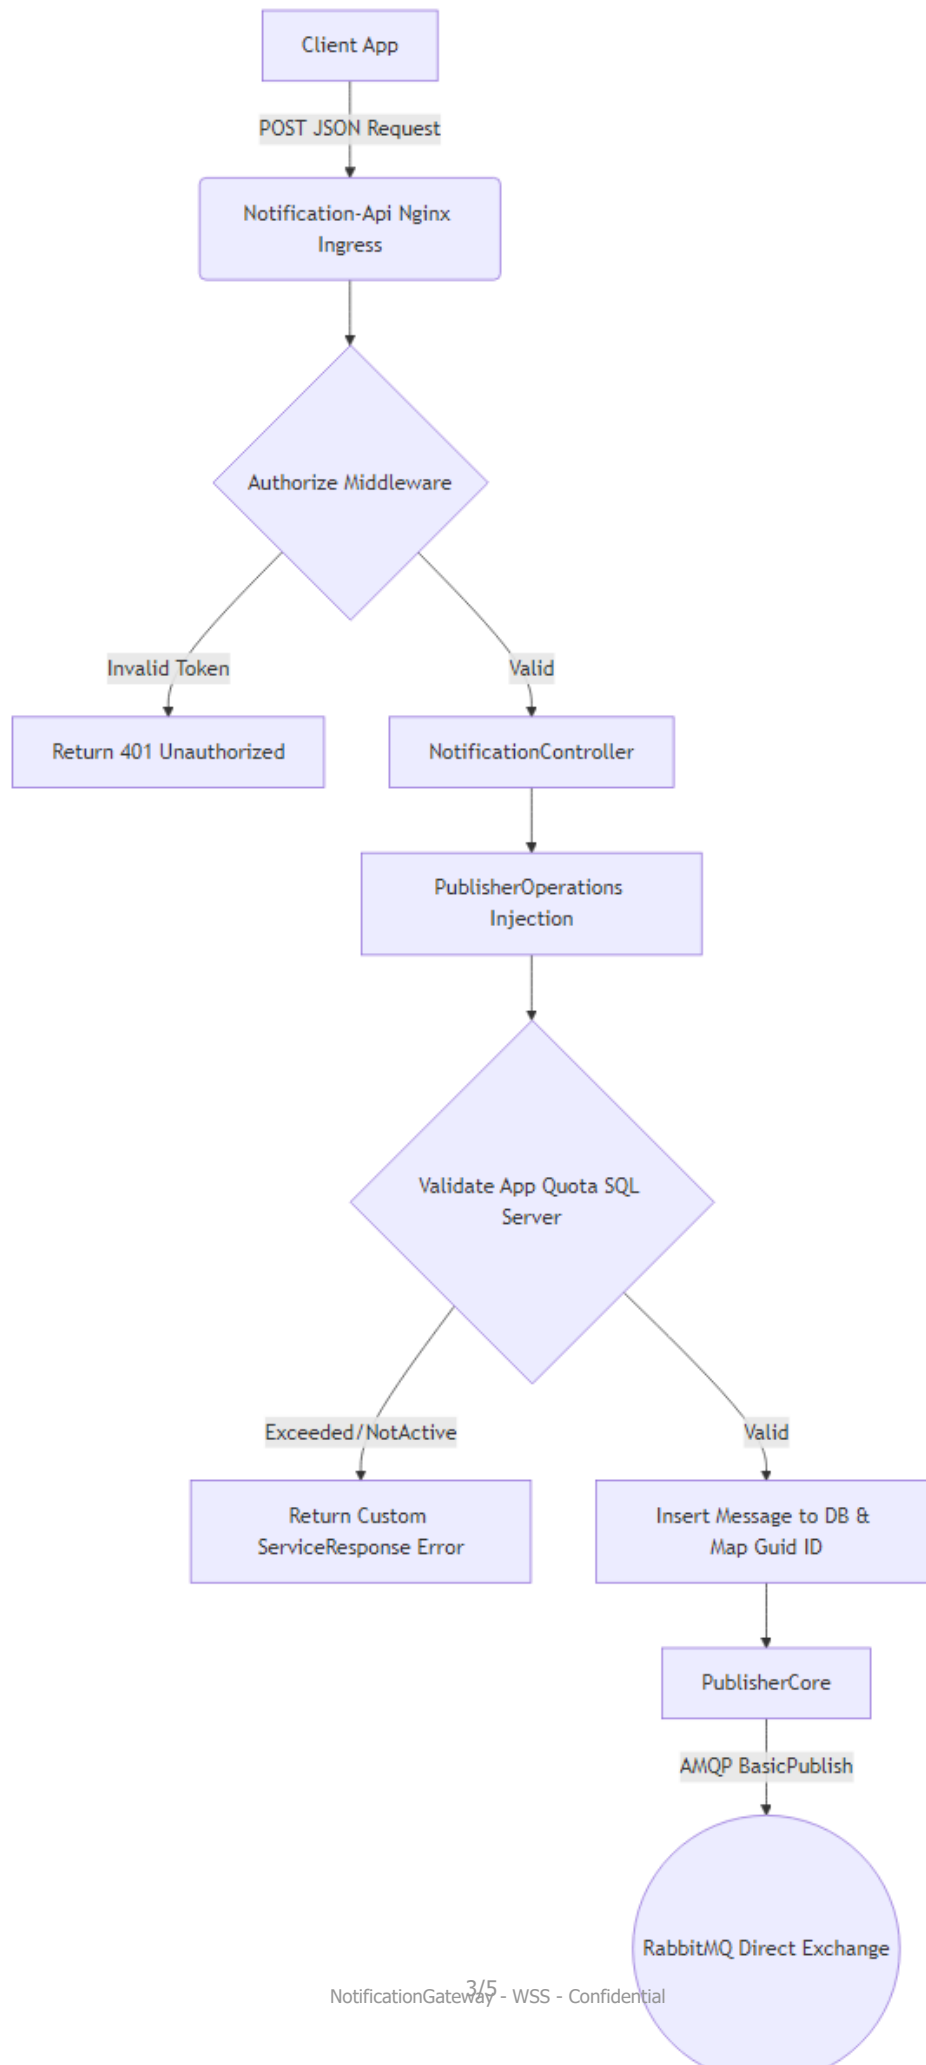 Client App
POST JSON Request
Notification-Api Nginx
Ingress
Authorize Middleware
Invalid Token
Valid
Return 401 Unauthorized
NotificationController
PublisherOperations
Injection
Validate App Quota SQL
Server
Exceeded/NotActive
Valid
Return Custom
ServiceResponse Error
Insert Message to DB &
Map Guid ID
PublisherCore
AMQP BasicPublish
RabbitMQ Direct Exchange
3/5
NotificationGateway - WSS - Confidential